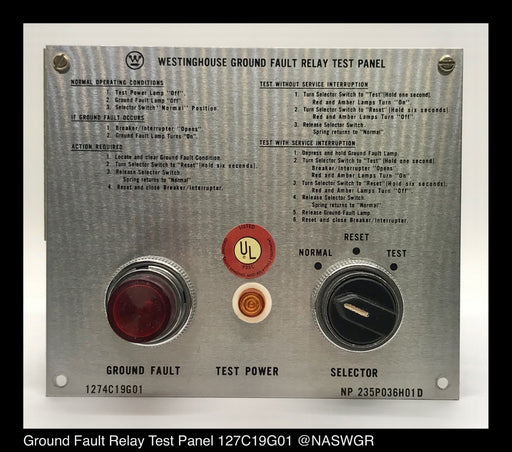 WESTINGHOUSE GROUND FAULT RELAY TEST PANEL
NORMAL OPERATING CONDITIONS
1. Test Power Lamp "Off".
2. Ground Fault Lamp "Off"
3. Selector Switch "Normal" Position.
IF GROUND FAULT OCCURS
1. Breaker/Interrupter "Opens"
2. Ground Fault Lamp Turns "On".
ACTION REQUIRED
1. Locate and clear Ground Fault Condition.
2. Turn Selector Switch to "Reset" (Hold six seconds).
3. Release Selector Switch.
Spring returns to "Normal".
4. Reset and close Breaker/Interrupter.
TEST WITHOUT SERVICE INTERRUPTION
1. Turn Selector Switch to "Test" (Hold one second).
Red and Amber Lamps Turn "On"
2. Turn Selector Switch to "Reset" (Hold six seconds).
Red and Amber Lamps Turn "Off"
3. Release Selector Switch.
Spring returns to "Normal"
TEST WITH SERVICE INTERRUPTION
1. Depress and hold Ground Fault Lamp.
2. Turn Selector Switch to "Test" (Hold one second).
Breaker/Interrupter "Opens
Red and Amber Lamps Turn "On"
3. Turn Selector Switch to "Reset" (Hold six seconds).
Red and Amber Lamps Turn "Off"
4. Release Selector Switch.
Spring returns to "Normal"
5. Release Ground Fault Lamp.
6. Reset and close Breaker/Interrupter.
LISTED
UL
RESET
NORMAL
TEST
GROUND FAULT
TEST POWER
SELECTOR
1274C19G01
NP 235P036H01D
Ground Fault Relay Test Panel 127C19G01 @NASWGR